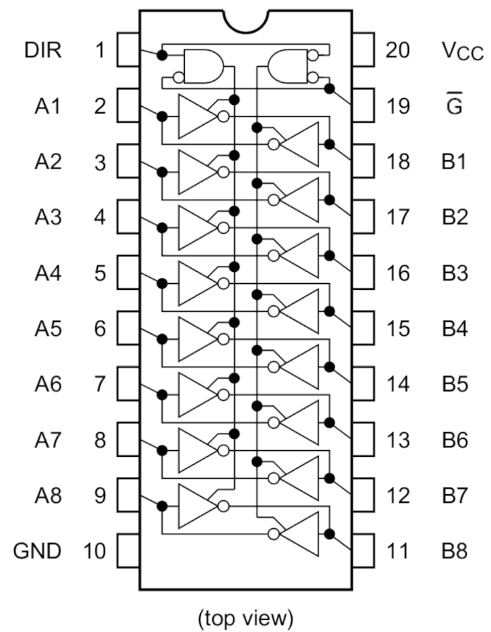 DIR 1 20 VCC
A1 2 19 G̅
A2 3 18 B1
A3 4 17 B2
A4 5 16 B3
A5 6 15 B4
A6 7 14 B5
A7 8 13 B6
A8 9 12 B7
GND 10 11 B8
(top view)